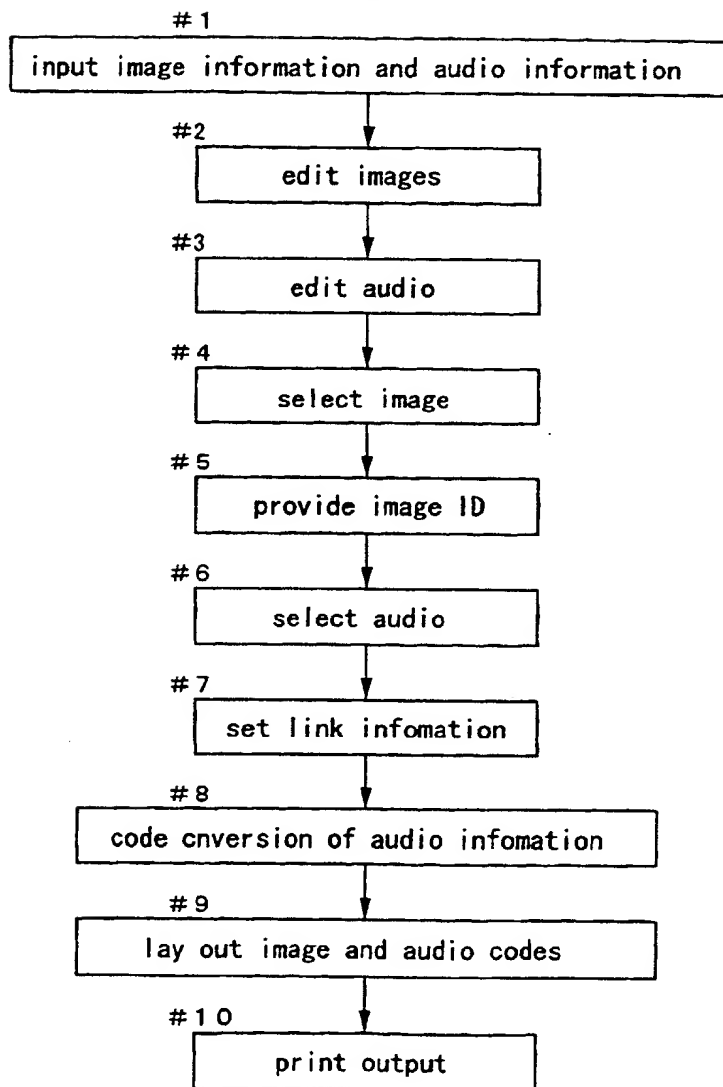 #1
input image information and audio information
#2
edit images
#3
edit audio
#4
select image
#5
provide image ID
#6
select audio
#7
set link infomation
#8
code cnversion of audio infomation
#9
lay out image and audio codes
#10
print output